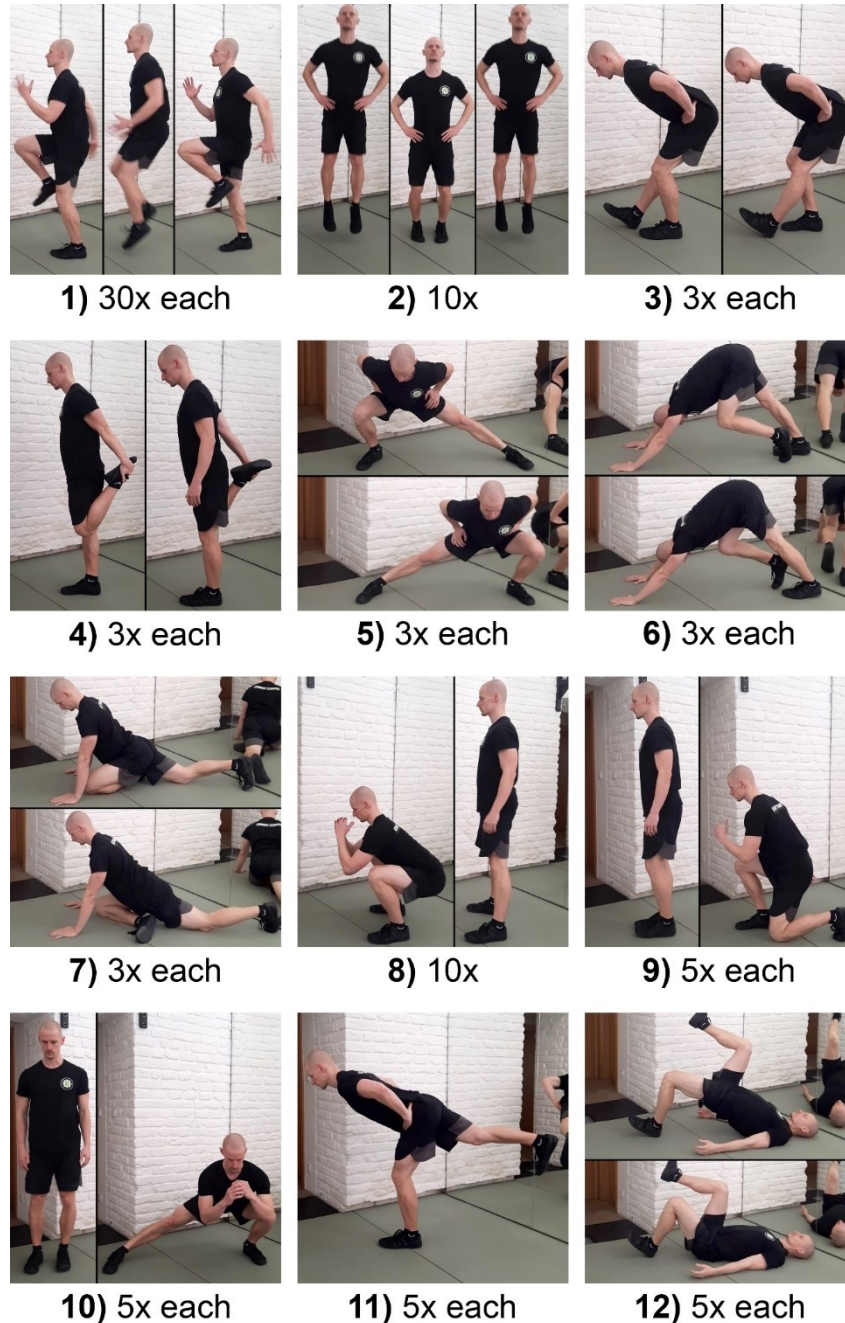 1) 30x each
2) 10x
3) 3x each
4) 3x each
5) 3x each
6) 3x each
7) 3x each
8) 10x
9) 5x each
10) 5x each
11) 5x each
12) 5x each